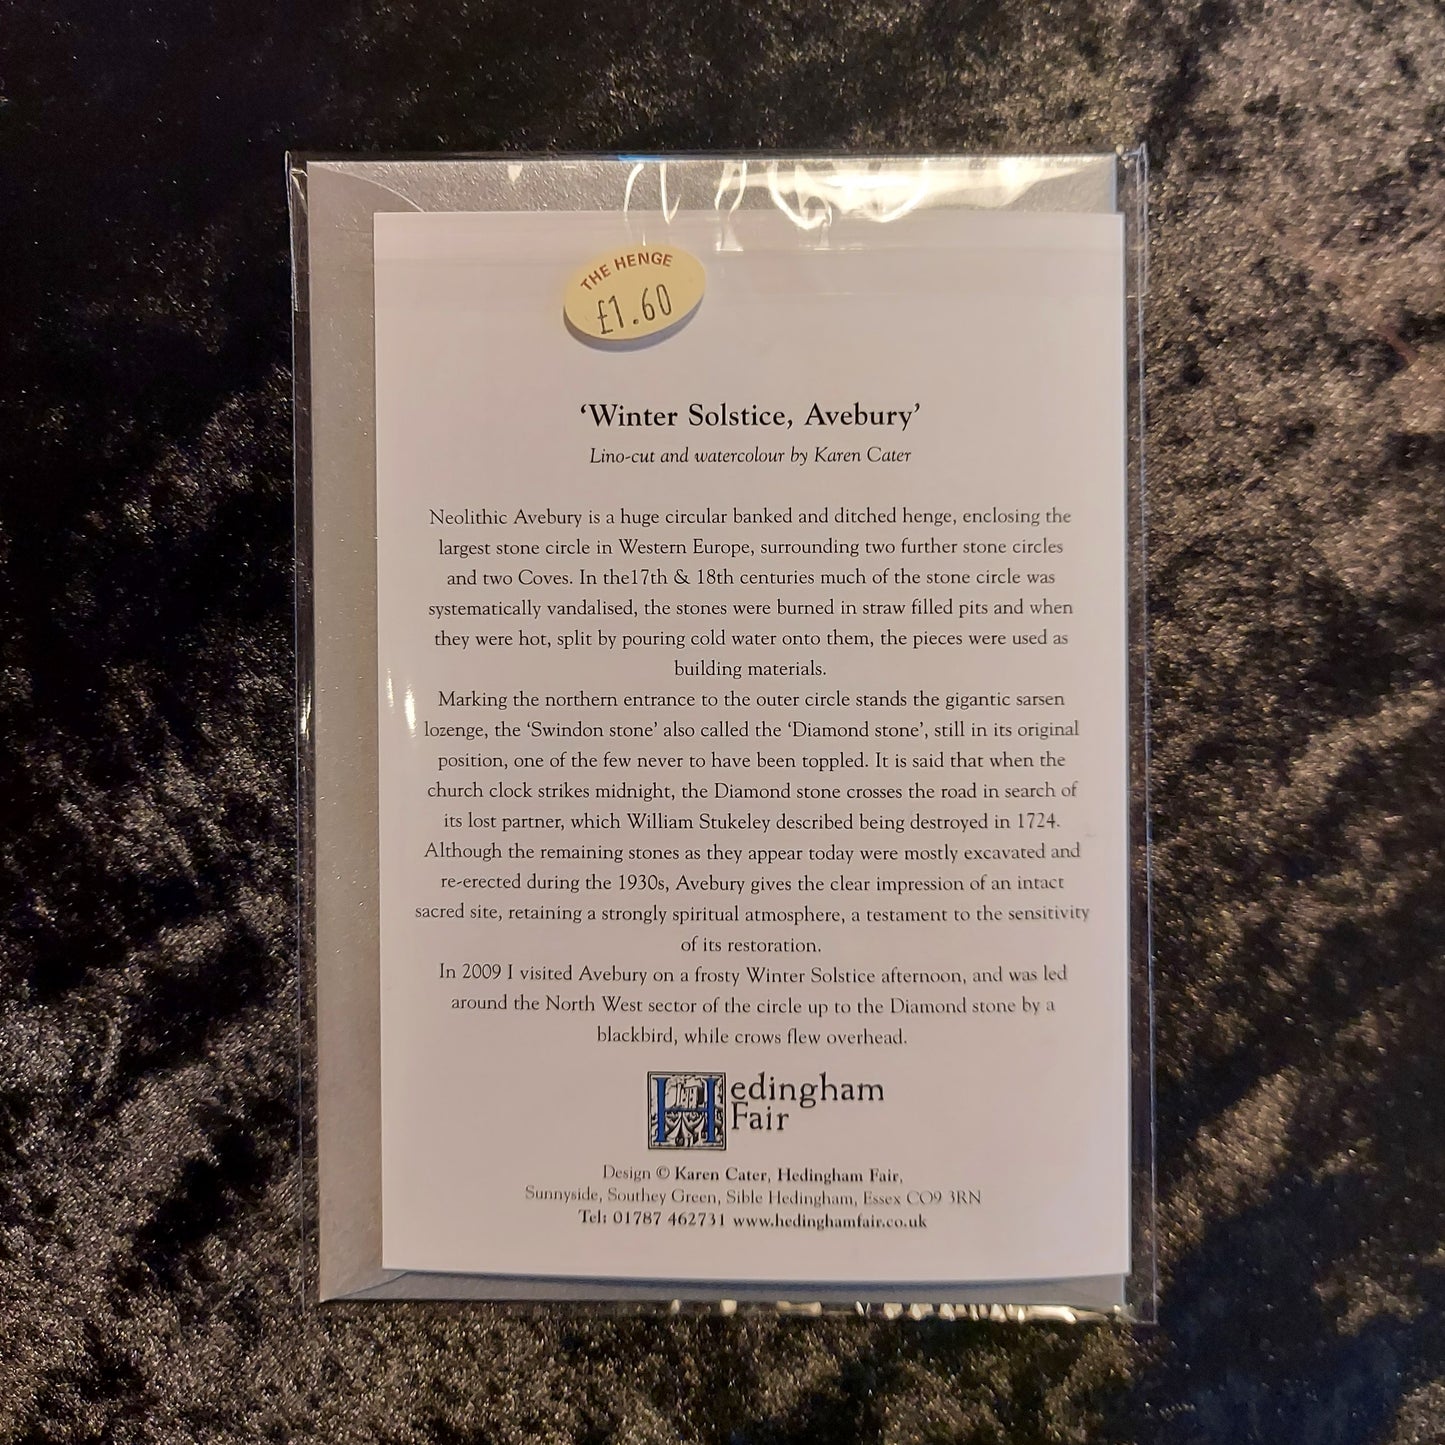 THE HENGE
£1.60
‘Winter Solstice, Avebury’
Lino-cut and watercolour by Karen Cater
Neolithic Avebury is a huge circular banked and ditched henge, enclosing the
largest stone circle in Western Europe, surrounding two further stone circles
and two Coves. In the17th & 18th centuries much of the stone circle was
systematically vandalised, the stones were burned in straw filled pits and when
they were hot, split by pouring cold water onto them, the pieces were used as
building materials.
Marking the northern entrance to the outer circle stands the gigantic sarsen
lozenge, the ‘Swindon stone’ also called the ‘Diamond stone’, still in its original
position, one of the few never to have been toppled. It is said that when the
church clock strikes midnight, the Diamond stone crosses the road in search of
its lost partner, which William Stukeley described being destroyed in 1724.
Although the remaining stones as they appear today were mostly excavated and
re-erected during the 1930s, Avebury gives the clear impression of an intact
sacred site, retaining a strongly spiritual atmosphere, a testament to the sensitivity
of its restoration.
In 2009 I visited Avebury on a frosty Winter Solstice afternoon, and was led
around the North West sector of the circle up to the Diamond stone by a
blackbird, while crows flew overhead.
Hedingham
Fair
Design © Karen Cater, Hedingham Fair,
Sunnyside, Southey Green, Sible Hedingham, Essex CO9 3RN
Tel: 01787 462731 www.hedinghamfair.co.uk